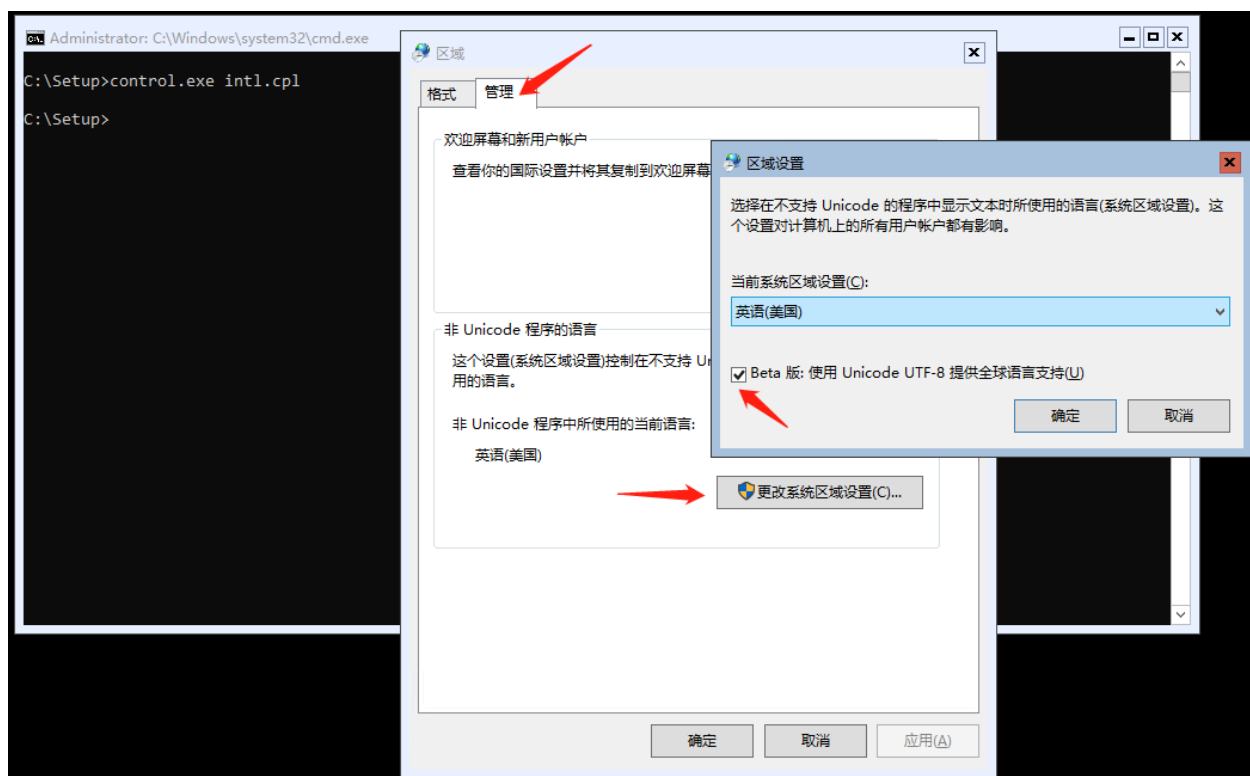 Administrator: C:\Windows\system32\cmd.exe
C:\Setup>control.exe intl.cpl
C:\Setup>
区域
格式
管理
欢迎屏幕和新用户帐户
查看你的国际设置并将其复制到欢迎屏幕
非 Unicode 程序的语言
这个设置(系统区域设置)控制在不支持 Un
用的语言。
非 Unicode 程序中所使用的当前语言:
英语(美国)
更改系统区域设置(C)...
确定
取消
应用(A)
区域设置
选择在不支持 Unicode 的程序中显示文本时所使用的语言(系统区域设置)。这
个设置对计算机上的所有用户帐户都有影响。
当前系统区域设置(C):
英语(美国)
Beta 版: 使用 Unicode UTF-8 提供全球语言支持(U)
确定
取消